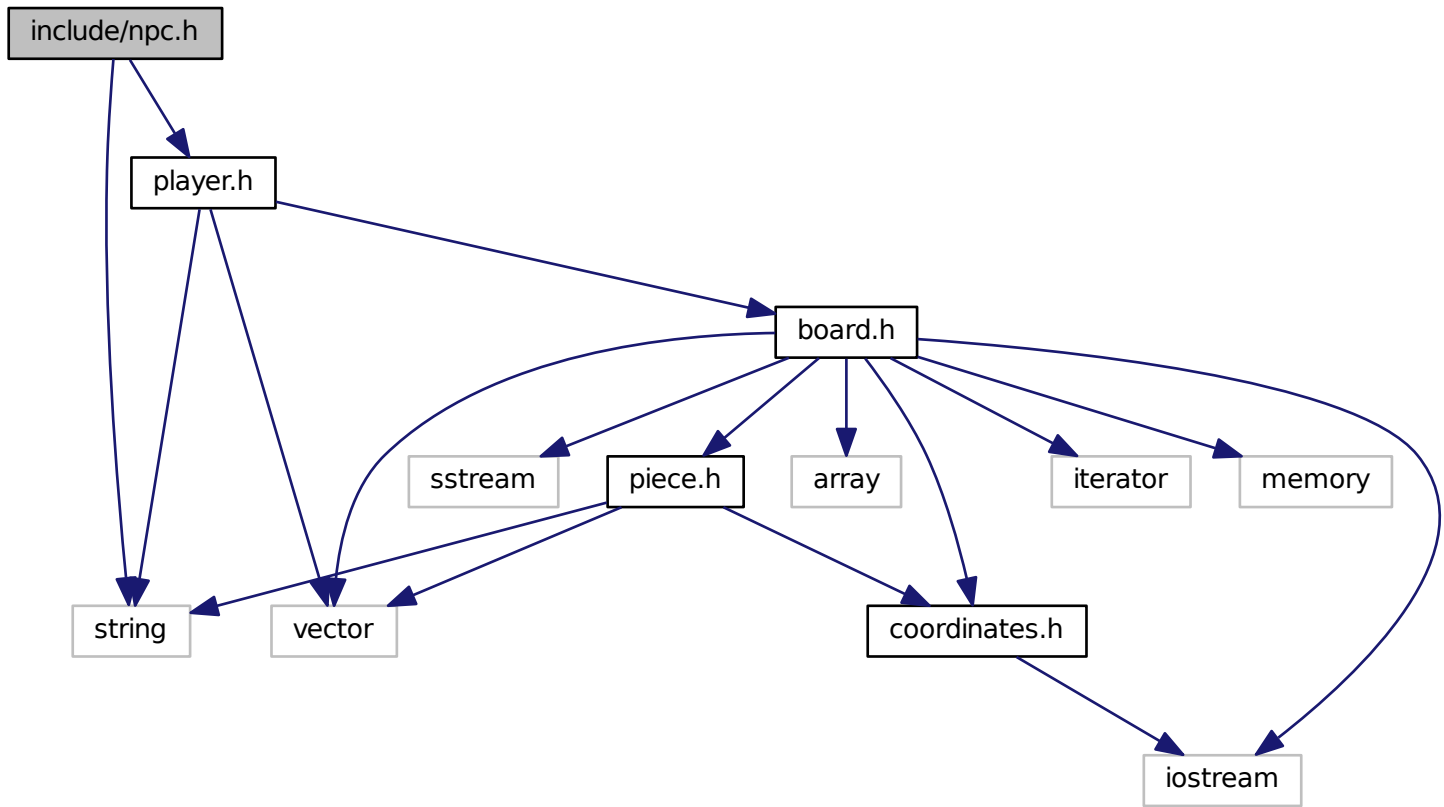 include/npc.h
player.h
board.h
sstream
piece.h
array
iterator
memory
string
vector
coordinates.h
iostream